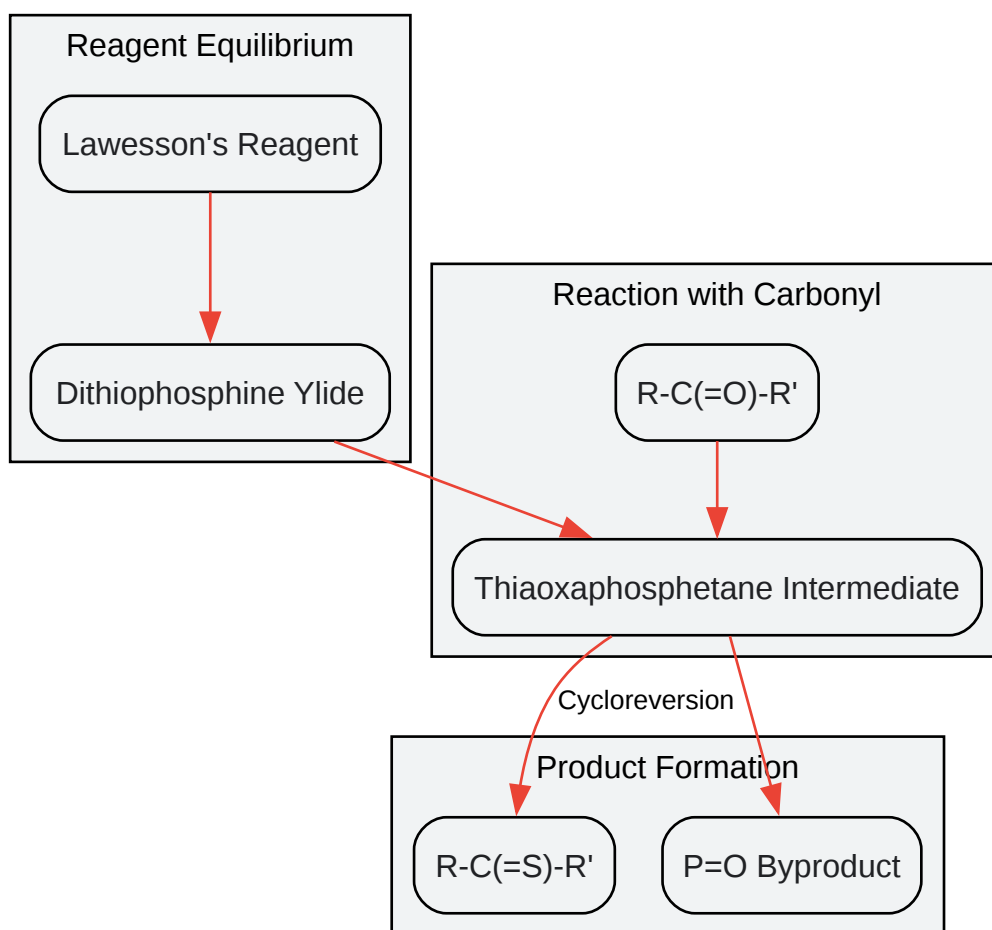 Reagent Equilibrium
Lawesson's Reagent
Dithiophosphine Ylide
Reaction with Carbonyl
R-C(=O)-R'
Thiaoxaphosphetane Intermediate
Cycloreversion
Product Formation
R-C(=S)-R'
P=O Byproduct